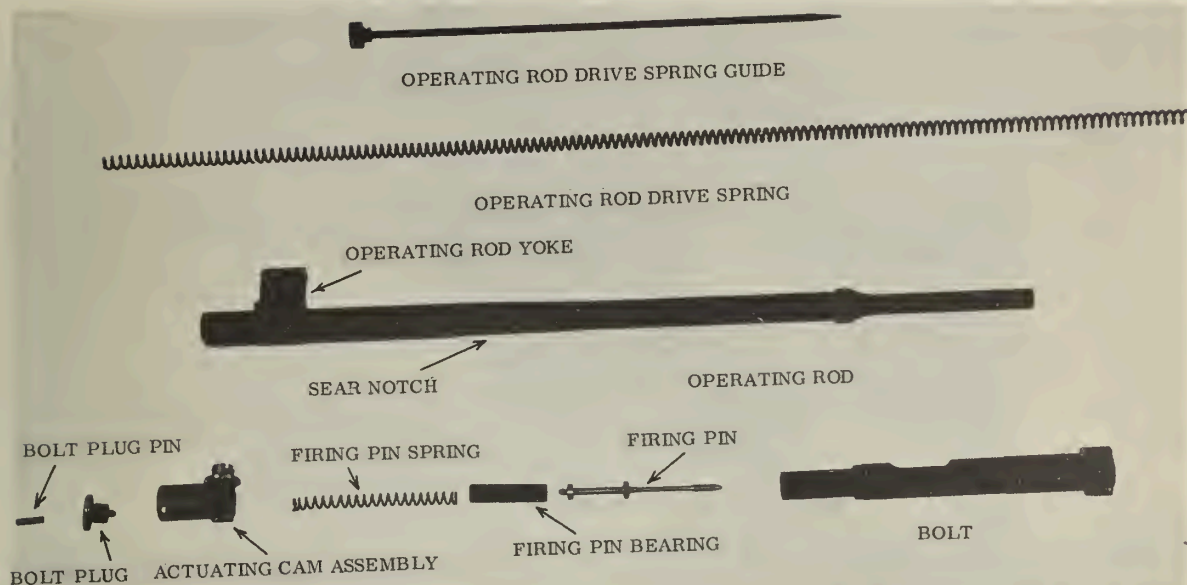 OPERATING ROD DRIVE SPRING GUIDE
OPERATING ROD DRIVE SPRING
OPERATING ROD YOKE
SEAR NOTCH
OPERATING ROD
BOLT PLUG PIN
FIRING PIN SPRING
FIRING PIN
BOLT
FIRING PIN BEARING
BOLT PLUG
ACTUATING CAM ASSEMBLY